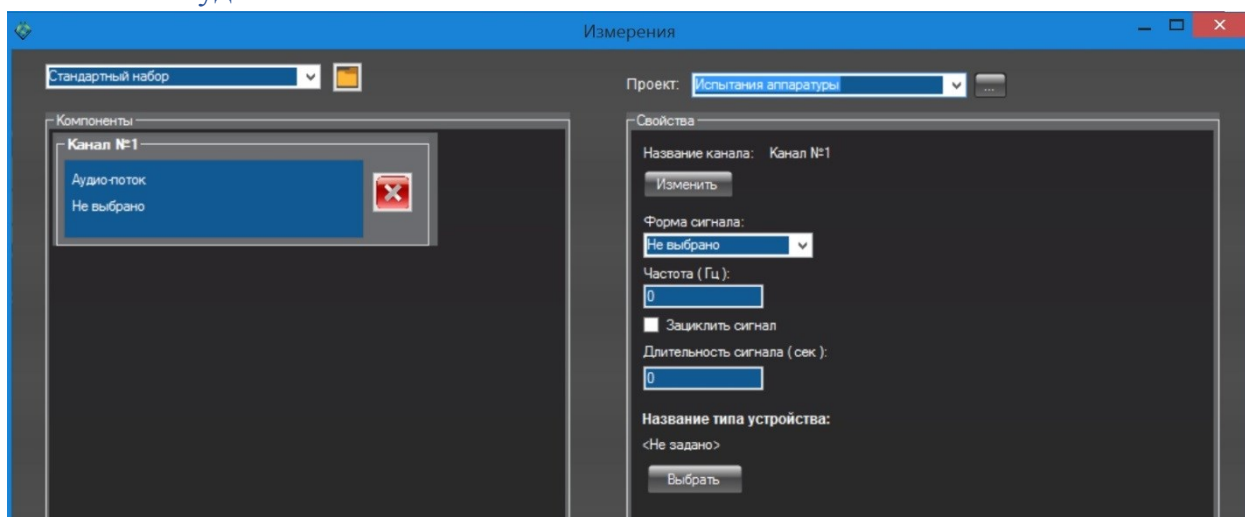 Измерения
Стандартный набор
Проект: Испытания аппаратуры ...
Компоненты
Канал №1
Аудио-поток
Не выбрано
Свойства
Название канала: Канал №1
Изменить
Форма сигнала:
Не выбрано
Частота ( Гц ):
0
Зациклить сигнал
Длительность сигнала ( сек ):
0
Название типа устройства:
<Не задано>
Выбрать